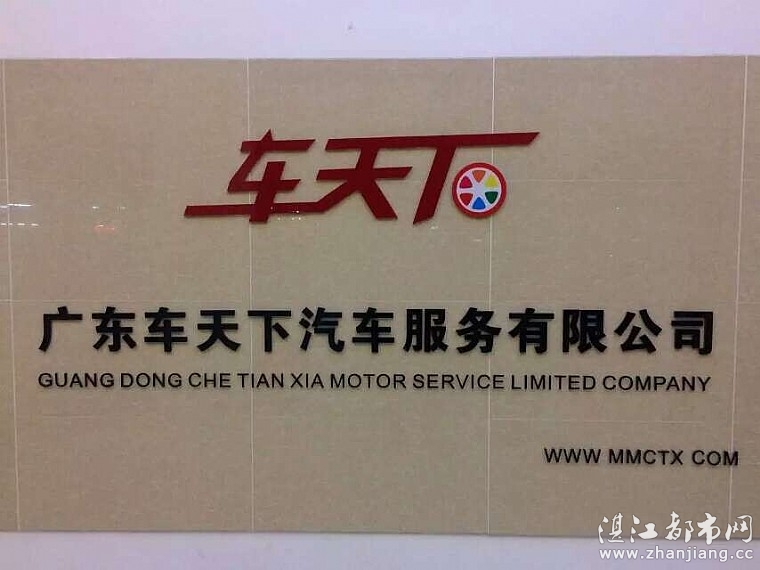 车天下
广东车天下汽车服务有限公司
GUANG DONG CHE TIAN XIA MOTOR SERVICE LIMITED COMPANY
WWW MMCTX COM
湛江都市网
www.zhanjiang.cc